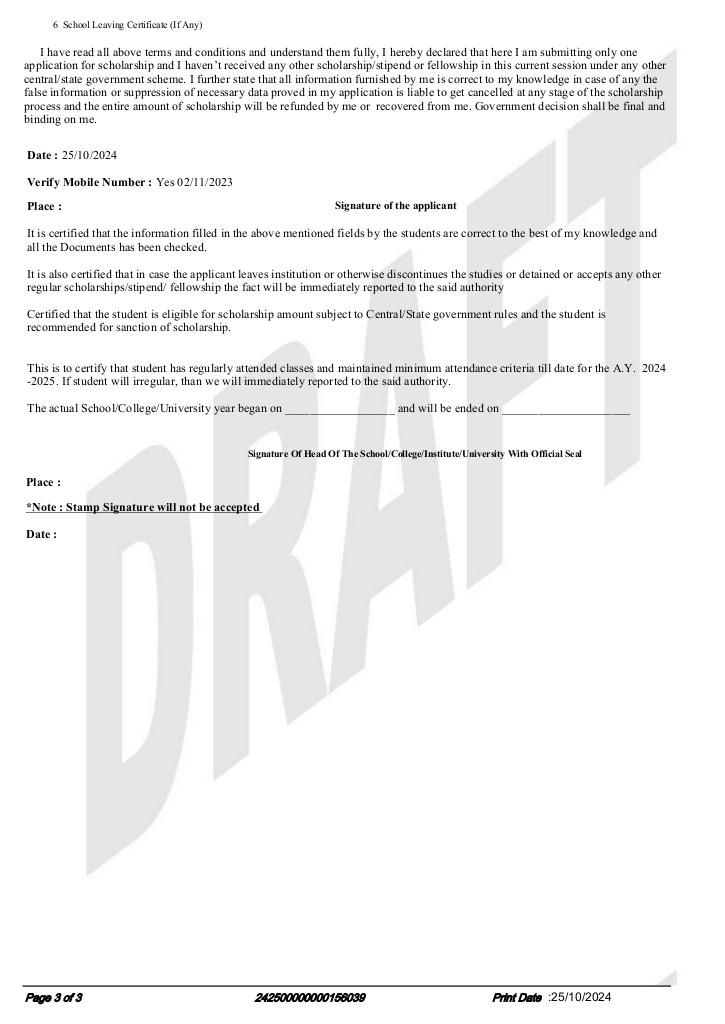 6 School Leaving Certificate (If Any)
I have read all above terms and conditions and understand them fully, I hereby declared that here I am submitting only one
application for scholarship and I haven't received any other scholarship/stipend or fellowship in this current session under any other
central/state government scheme. I further state that all information furnished by me is correct to my knowledge in case of any the
false information or suppression of necessary data proved in my application is liable to get cancelled at any stage of the scholarship
process and the entire amount of scholarship will be refunded by me or recovered from me. Government decision shall be final and
binding on me.
Date : 25/10/2024
Verify Mobile Number : Yes 02/11/2023
Place :
Signature of the applicant
It is certified that the information filled in the above mentioned fields by the students are correct to the best of my knowledge and
all the Documents has been checked.
It is also certified that in case the applicant leaves institution or otherwise discontinues the studies or detained or accepts any other
regular scholarships/stipend/ fellowship the fact will be immediately reported to the said authority
Certified that the student is eligible for scholarship amount subject to Central/State government rules and the student is
recommended for sanction of scholarship.
This is to certify that student has regularly attended classes and maintained minimum attendance criteria till date for the A.Y. 2024
-2025. If student will irregular, than we will immediately reported to the said authority.
The actual School/College/University year began on ___________________ and will be ended on ______________________
Signature Of Head Of The School/College/Institute/University With Official Seal
Place :
*Note : Stamp Signature will not be accepted
Date :
DRAFT
Page 3 of 3 242500000000156039 Print Date :25/10/2024